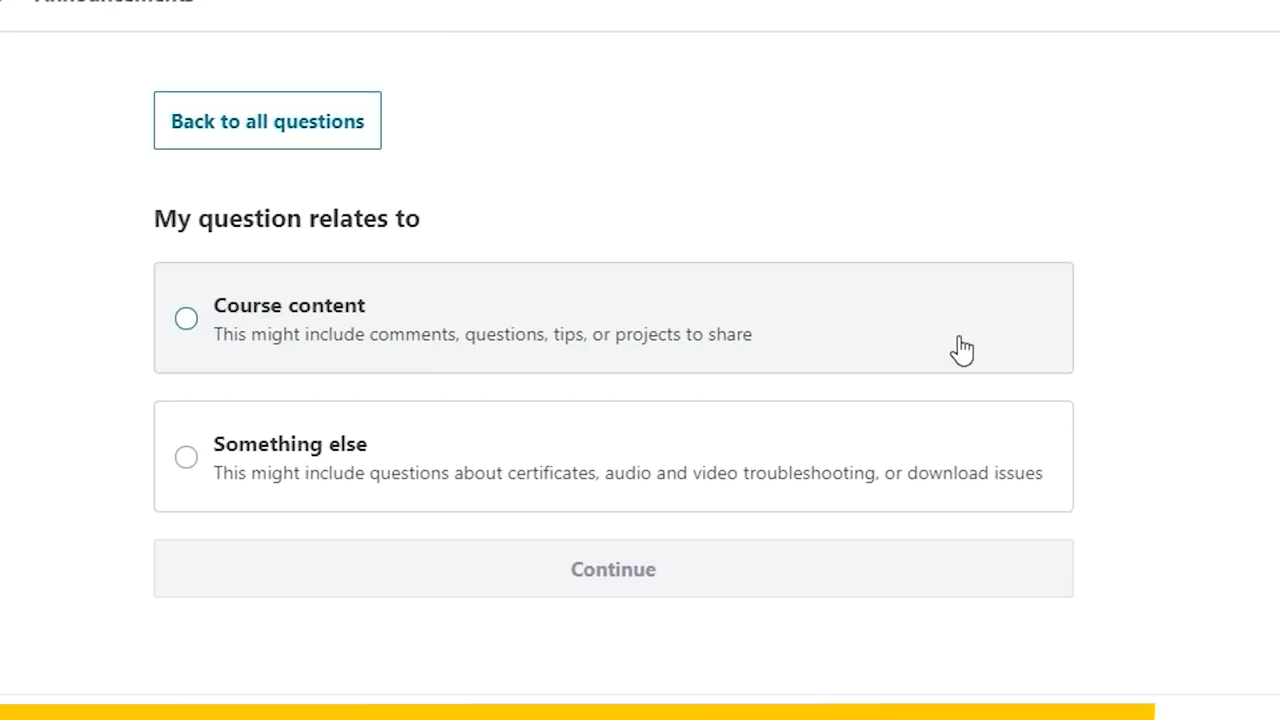 Announcements
Back to all questions
My question relates to
Course content
This might include comments, questions, tips, or projects to share
Something else
This might include questions about certificates, audio and video troubleshooting, or download issues
Continue